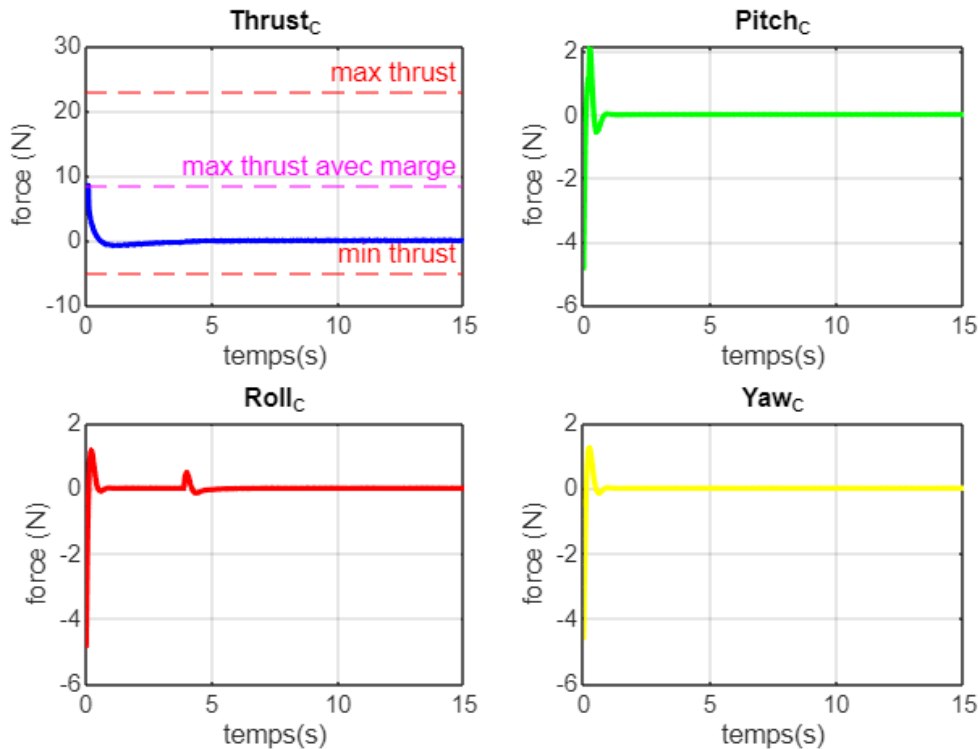 Thrust_C
30
20
10
0
-10
force (N)
max thrust
max thrust avec marge
min thrust
0 5 10 15
temps(s)
Pitch_C
2
0
-2
-4
-6
force (N)
0 5 10 15
temps(s)
Roll_C
2
0
-2
-4
-6
force (N)
0 5 10 15
temps(s)
Yaw_C
2
0
-2
-4
-6
force (N)
0 5 10 15
temps(s)